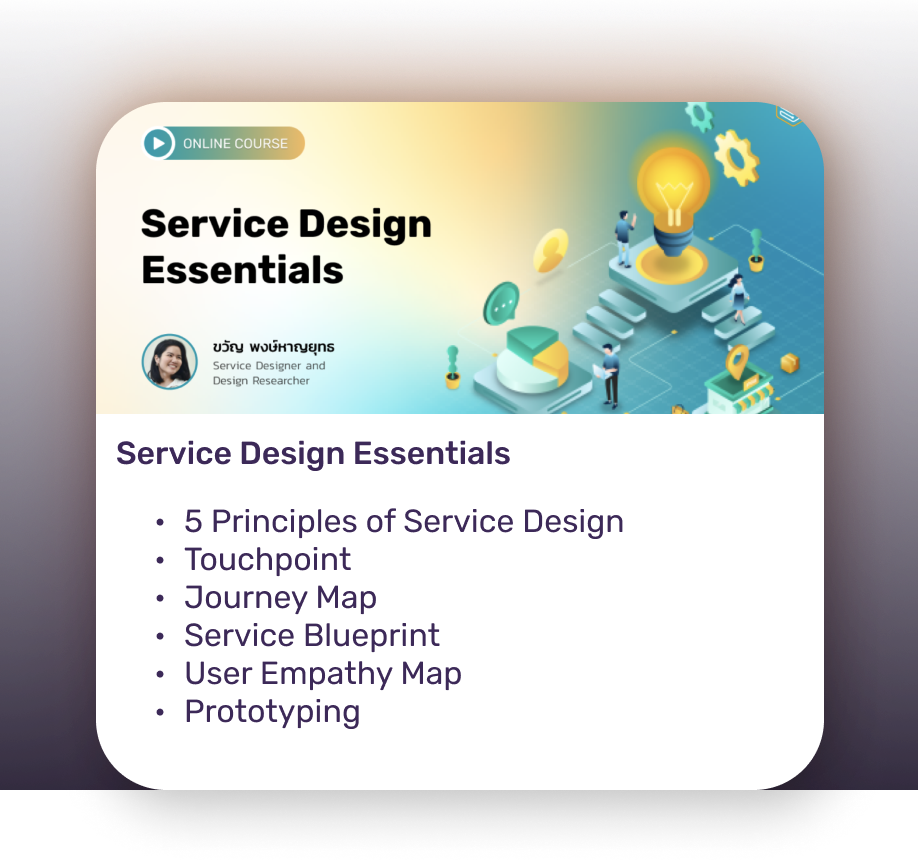 ONLINE COURSE
Service Design
Essentials
ขวัญ พงษ์หาญยุทธ
Service Designer and
Design Researcher
Service Design Essentials
• 5 Principles of Service Design
• Touchpoint
• Journey Map
• Service Blueprint
• User Empathy Map
• Prototyping